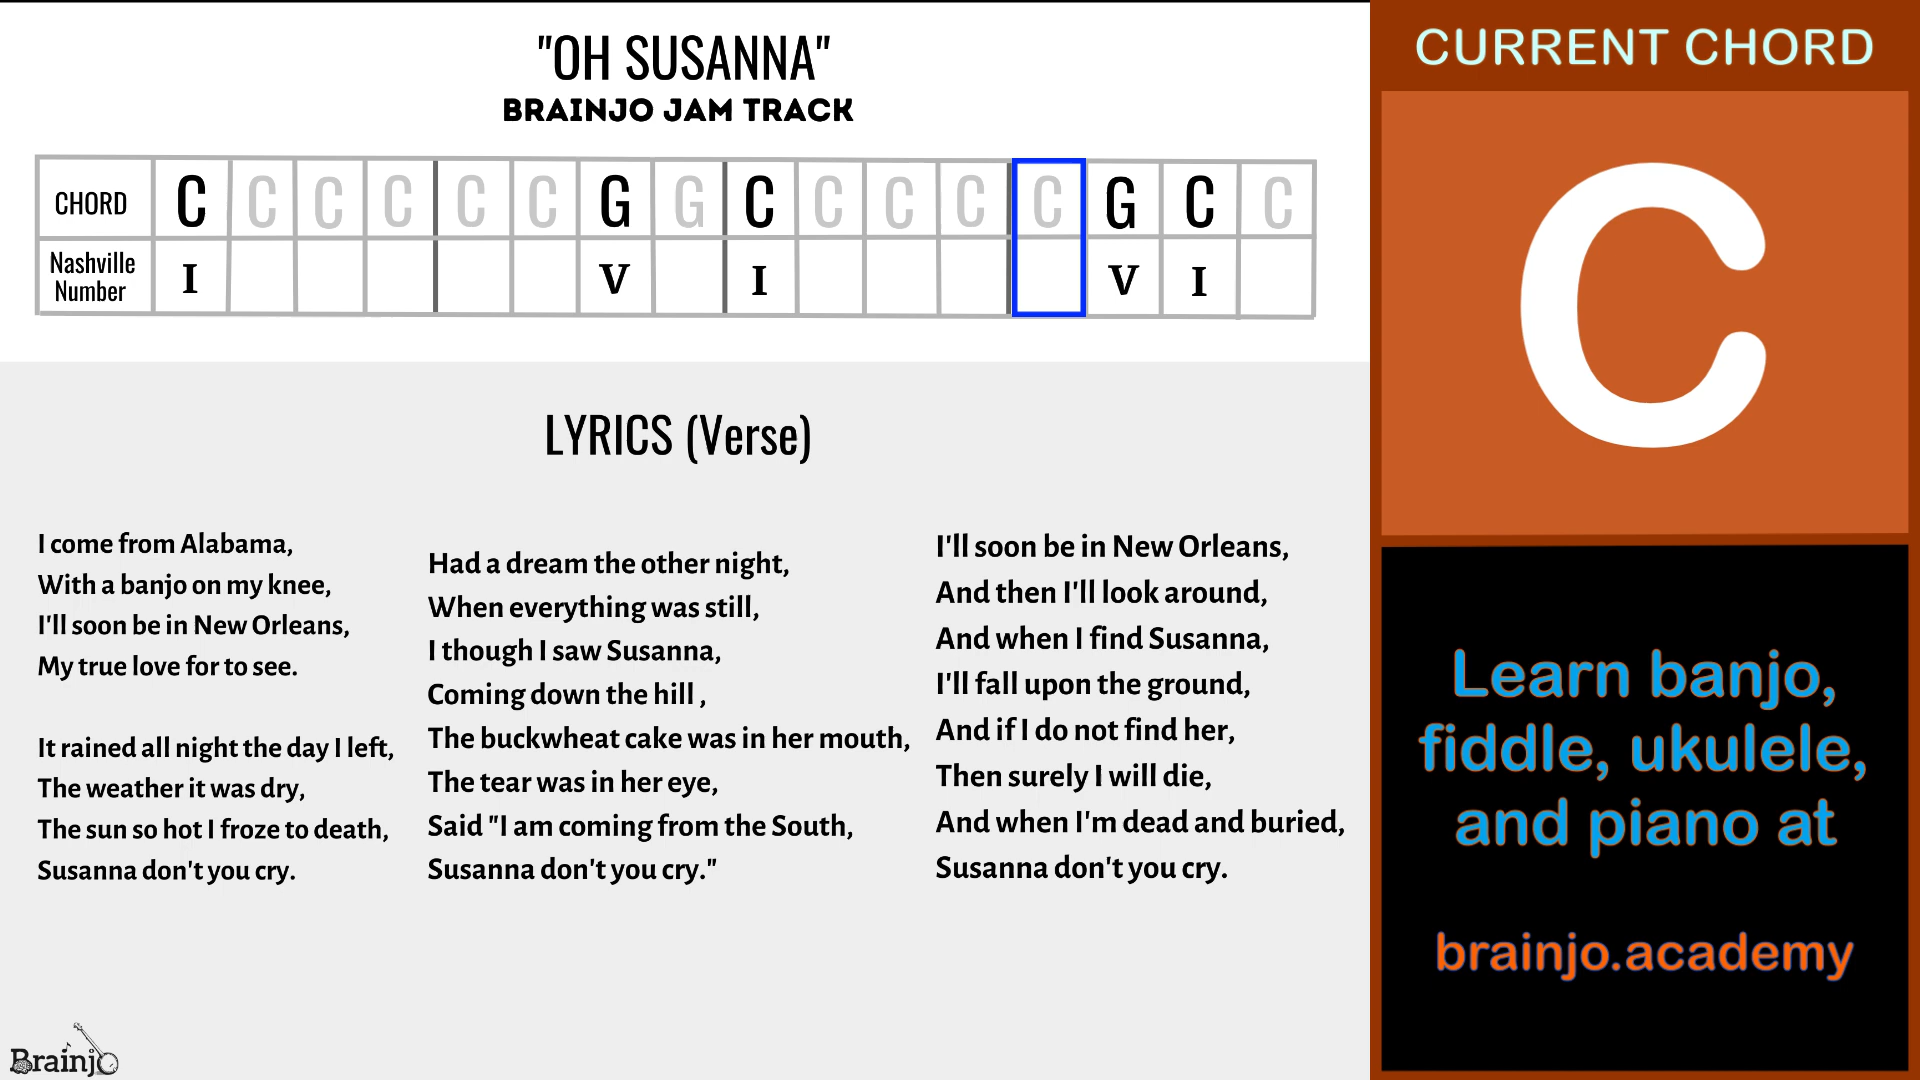 "OH SUSANNA"
BRAINJO JAM TRACK
CHORD C C C C C C G G C C C C C G C C
Nashville
Number I V I V I
LYRICS (Verse)
I come from Alabama,
With a banjo on my knee,
I'll soon be in New Orleans,
My true love for to see.
It rained all night the day I left,
The weather it was dry,
The sun so hot I froze to death,
Susanna don't you cry.
Had a dream the other night,
When everything was still,
I though I saw Susanna,
Coming down the hill ,
The buckwheat cake was in her mouth,
The tear was in her eye,
Said "I am coming from the South,
Susanna don't you cry."
I'll soon be in New Orleans,
And then I'll look around,
And when I find Susanna,
I'll fall upon the ground,
And if I do not find her,
Then surely I will die,
And when I'm dead and buried,
Susanna don't you cry.
Brainjo
CURRENT CHORD
C
Learn banjo,
fiddle, ukulele,
and piano at
brainjo.academy